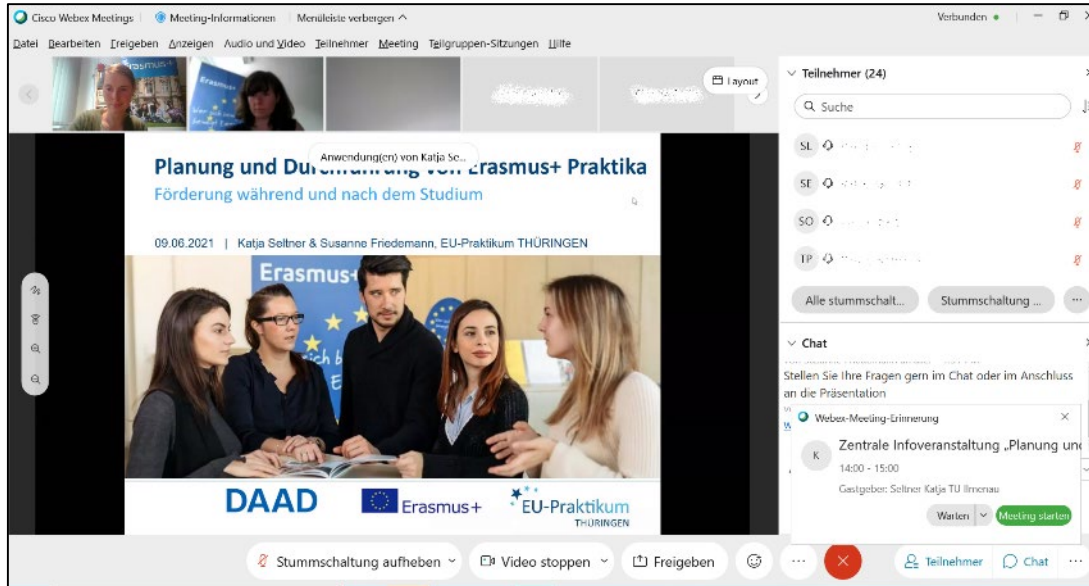 Cisco Webex Meetings
Meeting-Informationen
Menüleiste verbergen
Verbunden
Datei Bearbeiten Freigeben Anzeigen Audio und Video Teilnehmer Meeting Teilgruppen-Sitzungen Hilfe
Erasmus+
Erasmus+
Layout
Planung und Durchführung von Erasmus+ Praktika
Anwendung(en) von Katja Se..
Förderung während und nach dem Studium
09.06.2021 | Katja Seltner & Susanne Friedemann, EU-Praktikum THÜRINGEN
Erasmus+
DAAD
Erasmus+
EU-Praktikum
THÜRINGEN
Teilnehmer (24)
Suche
SL
SE
SO
TP
Alle stummschalt...
Stummschaltung ...
Chat
Stellen Sie Ihre Fragen gern im Chat oder im Anschluss
an die Präsentation
Webex-Meeting-Erinnerung
K
Zentrale Infoveranstaltung „Planung und
14:00 - 15:00
Gastgeber: Seltner Katja TU Ilmenau
Warten
Meeting starten
Stummschaltung aufheben
Video stoppen
Freigeben
Teilnehmer
Chat